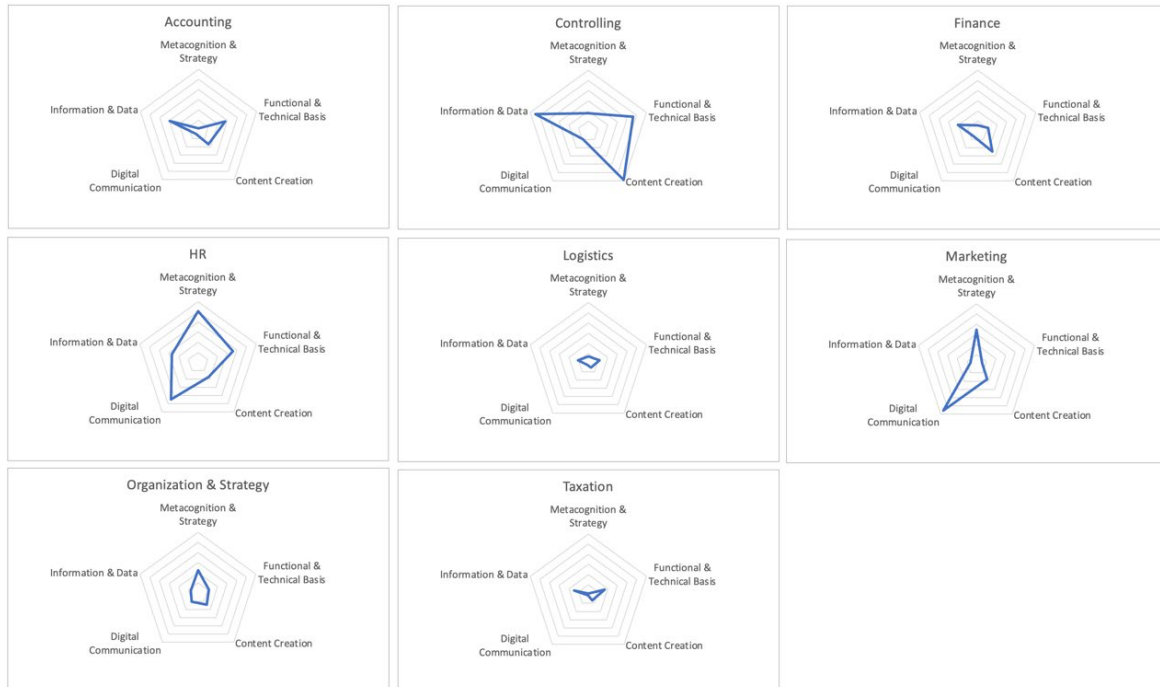 Accounting
Metacognition &
Strategy
Information & Data
Functional &
Technical Basis
Digital
Communication
Content Creation
Controlling
Metacognition &
Strategy
Information & Data
Functional &
Technical Basis
Digital
Communication
Content Creation
Finance
Metacognition &
Strategy
Information & Data
Functional &
Technical Basis
Digital
Communication
Content Creation
HR
Metacognition &
Strategy
Information & Data
Functional &
Technical Basis
Digital
Communication
Content Creation
Logistics
Metacognition &
Strategy
Information & Data
Functional &
Technical Basis
Digital
Communication
Content Creation
Marketing
Metacognition &
Strategy
Information & Data
Functional &
Technical Basis
Digital
Communication
Content Creation
Organization & Strategy
Metacognition &
Strategy
Information & Data
Functional &
Technical Basis
Digital
Communication
Content Creation
Taxation
Metacognition &
Strategy
Information & Data
Functional &
Technical Basis
Digital
Communication
Content Creation